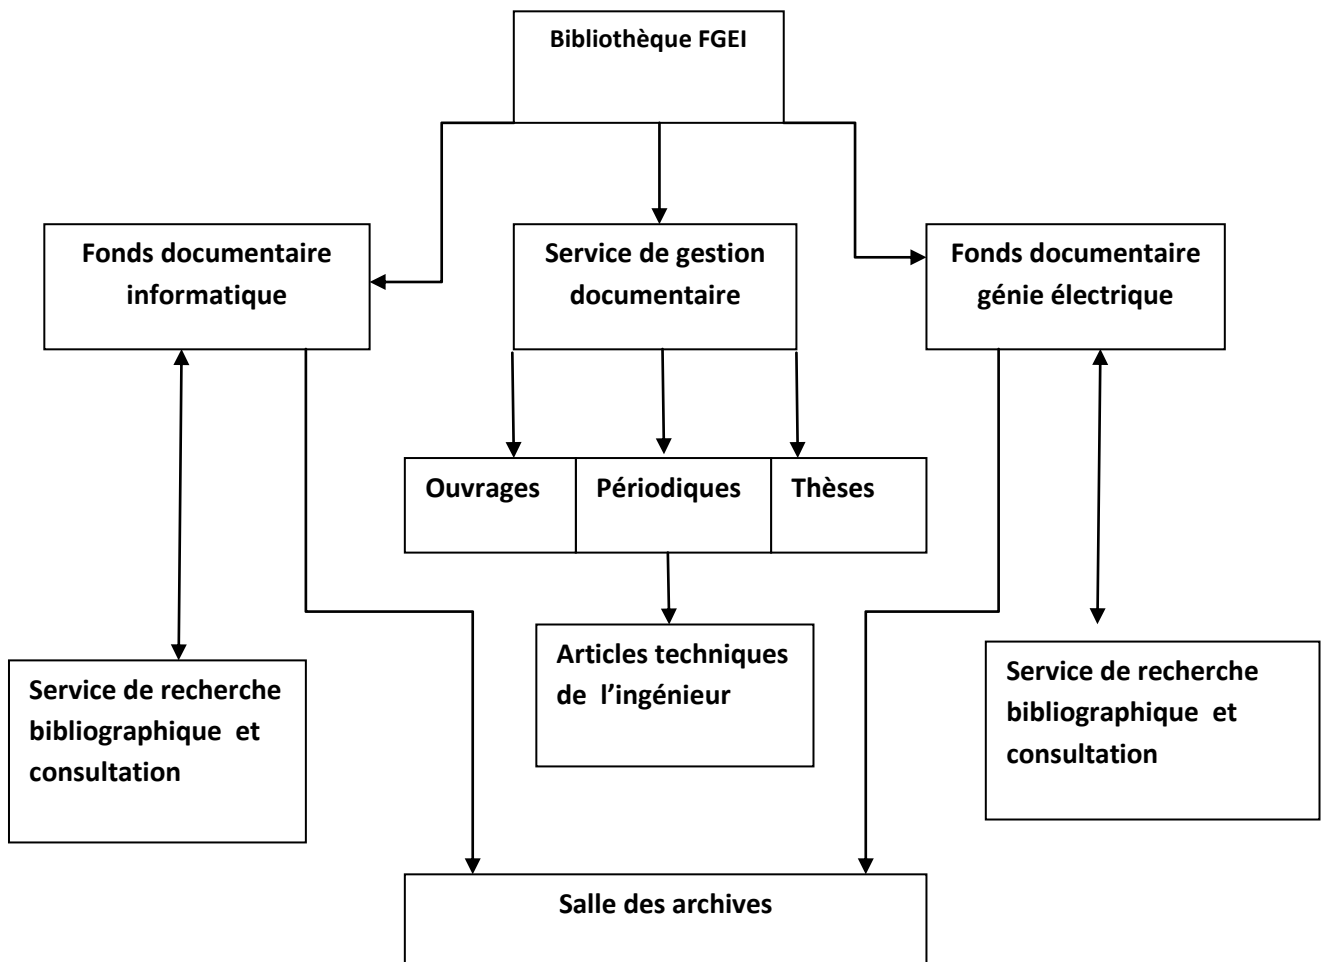 Bibliothèque FGEI
Fonds documentaire
informatique
Service de gestion
documentaire
Fonds documentaire
génie électrique
Ouvrages
Périodiques
Thèses
Articles techniques
de l’ingénieur
Service de recherche
bibliographique et
consultation
Service de recherche
bibliographique et
consultation
Salle des archives